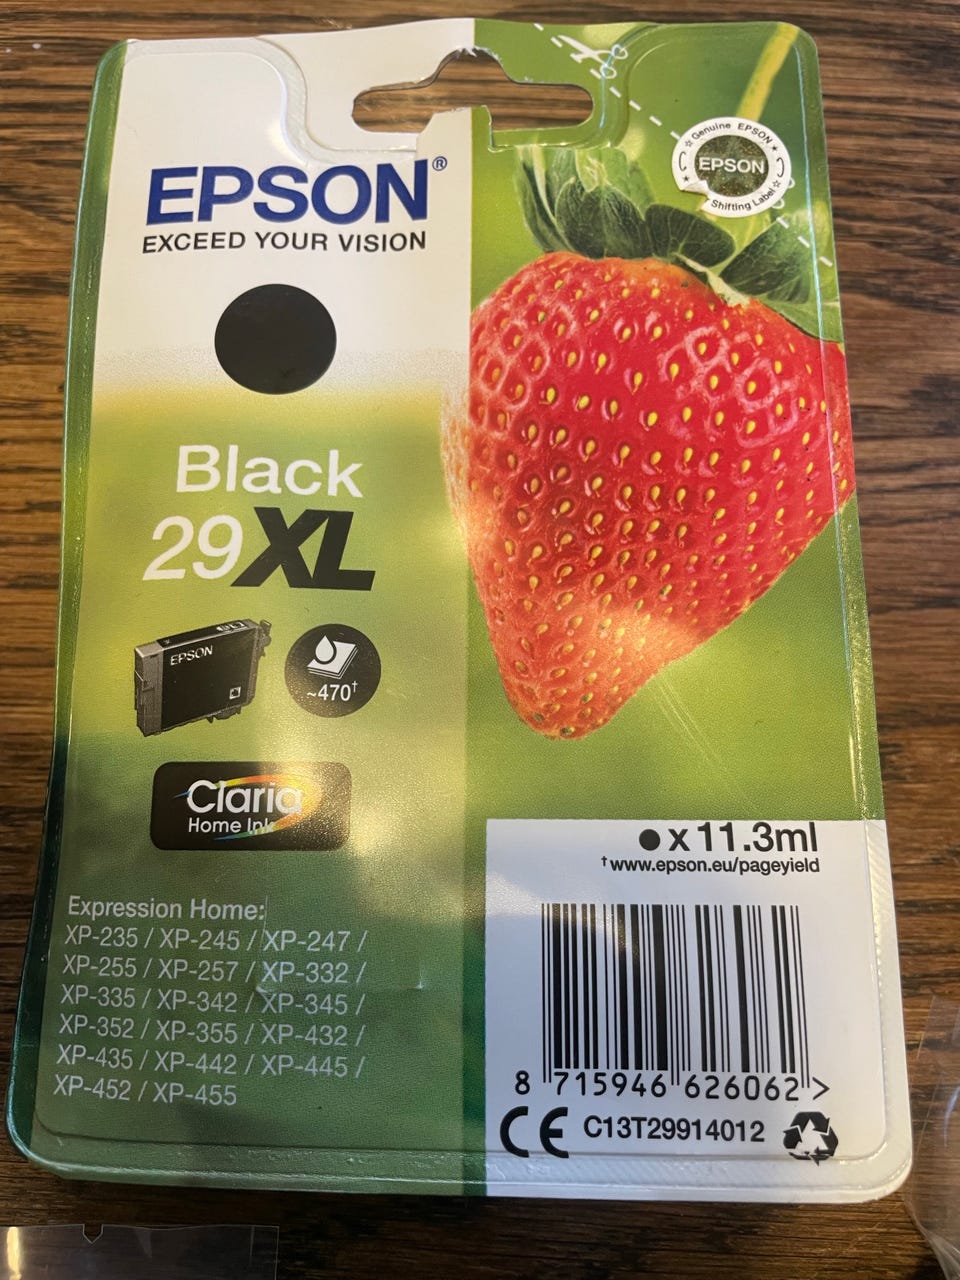 EPSON®
EXCEED YOUR VISION
Genuine EPSON
EPSON
Shifting Label
Black
29XL
EPSON
~470†
Claria
Home Ink
Expression Home:
XP-235 / XP-245 / XP-247 /
XP-255 / XP-257 / XP-332 /
XP-335 / XP-342 / XP-345 /
XP-352 / XP-355 / XP-432 /
XP-435 / XP-442 / XP-445 /
XP-452 / XP-455
x 11.3ml
†www.epson.eu/pageyield
8 715946 626062 >
CE C13T29914012